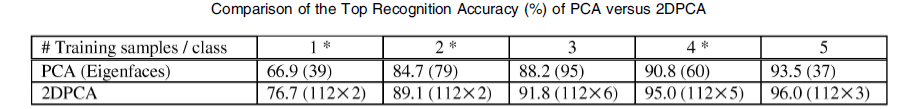 Comparison of the Top Recognition Accuracy (%) of PCA versus 2DPCA
# Training samples / class 1 * 2 * 3 4 * 5
PCA (Eigenfaces) 66.9 (39) 84.7 (79) 88.2 (95) 90.8 (60) 93.5 (37)
2DPCA 76.7 (112×2) 89.1 (112×2) 91.8 (112×6) 95.0 (112×5) 96.0 (112×3)